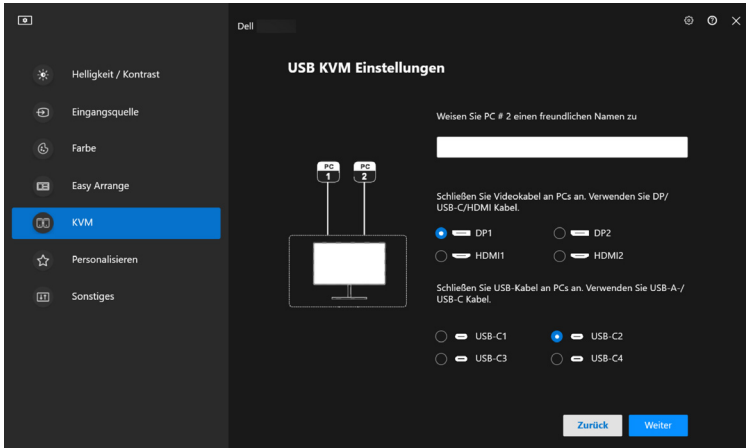 Dell
Helligkeit / Kontrast
Eingangsquelle
Farbe
Easy Arrange
KVM
Personalisieren
Sonstiges
USB KVM Einstellungen
PC
1
PC
2
Weisen Sie PC # 2 einen freundlichen Namen zu
Schließen Sie Videokabel an PCs an. Verwenden Sie DP/
USB-C/HDMI Kabel.
DP1
DP2
HDMI1
HDMI2
Schließen Sie USB-Kabel an PCs an. Verwenden Sie USB-A-/
USB-C Kabel.
USB-C1
USB-C2
USB-C3
USB-C4
Zurück
Weiter